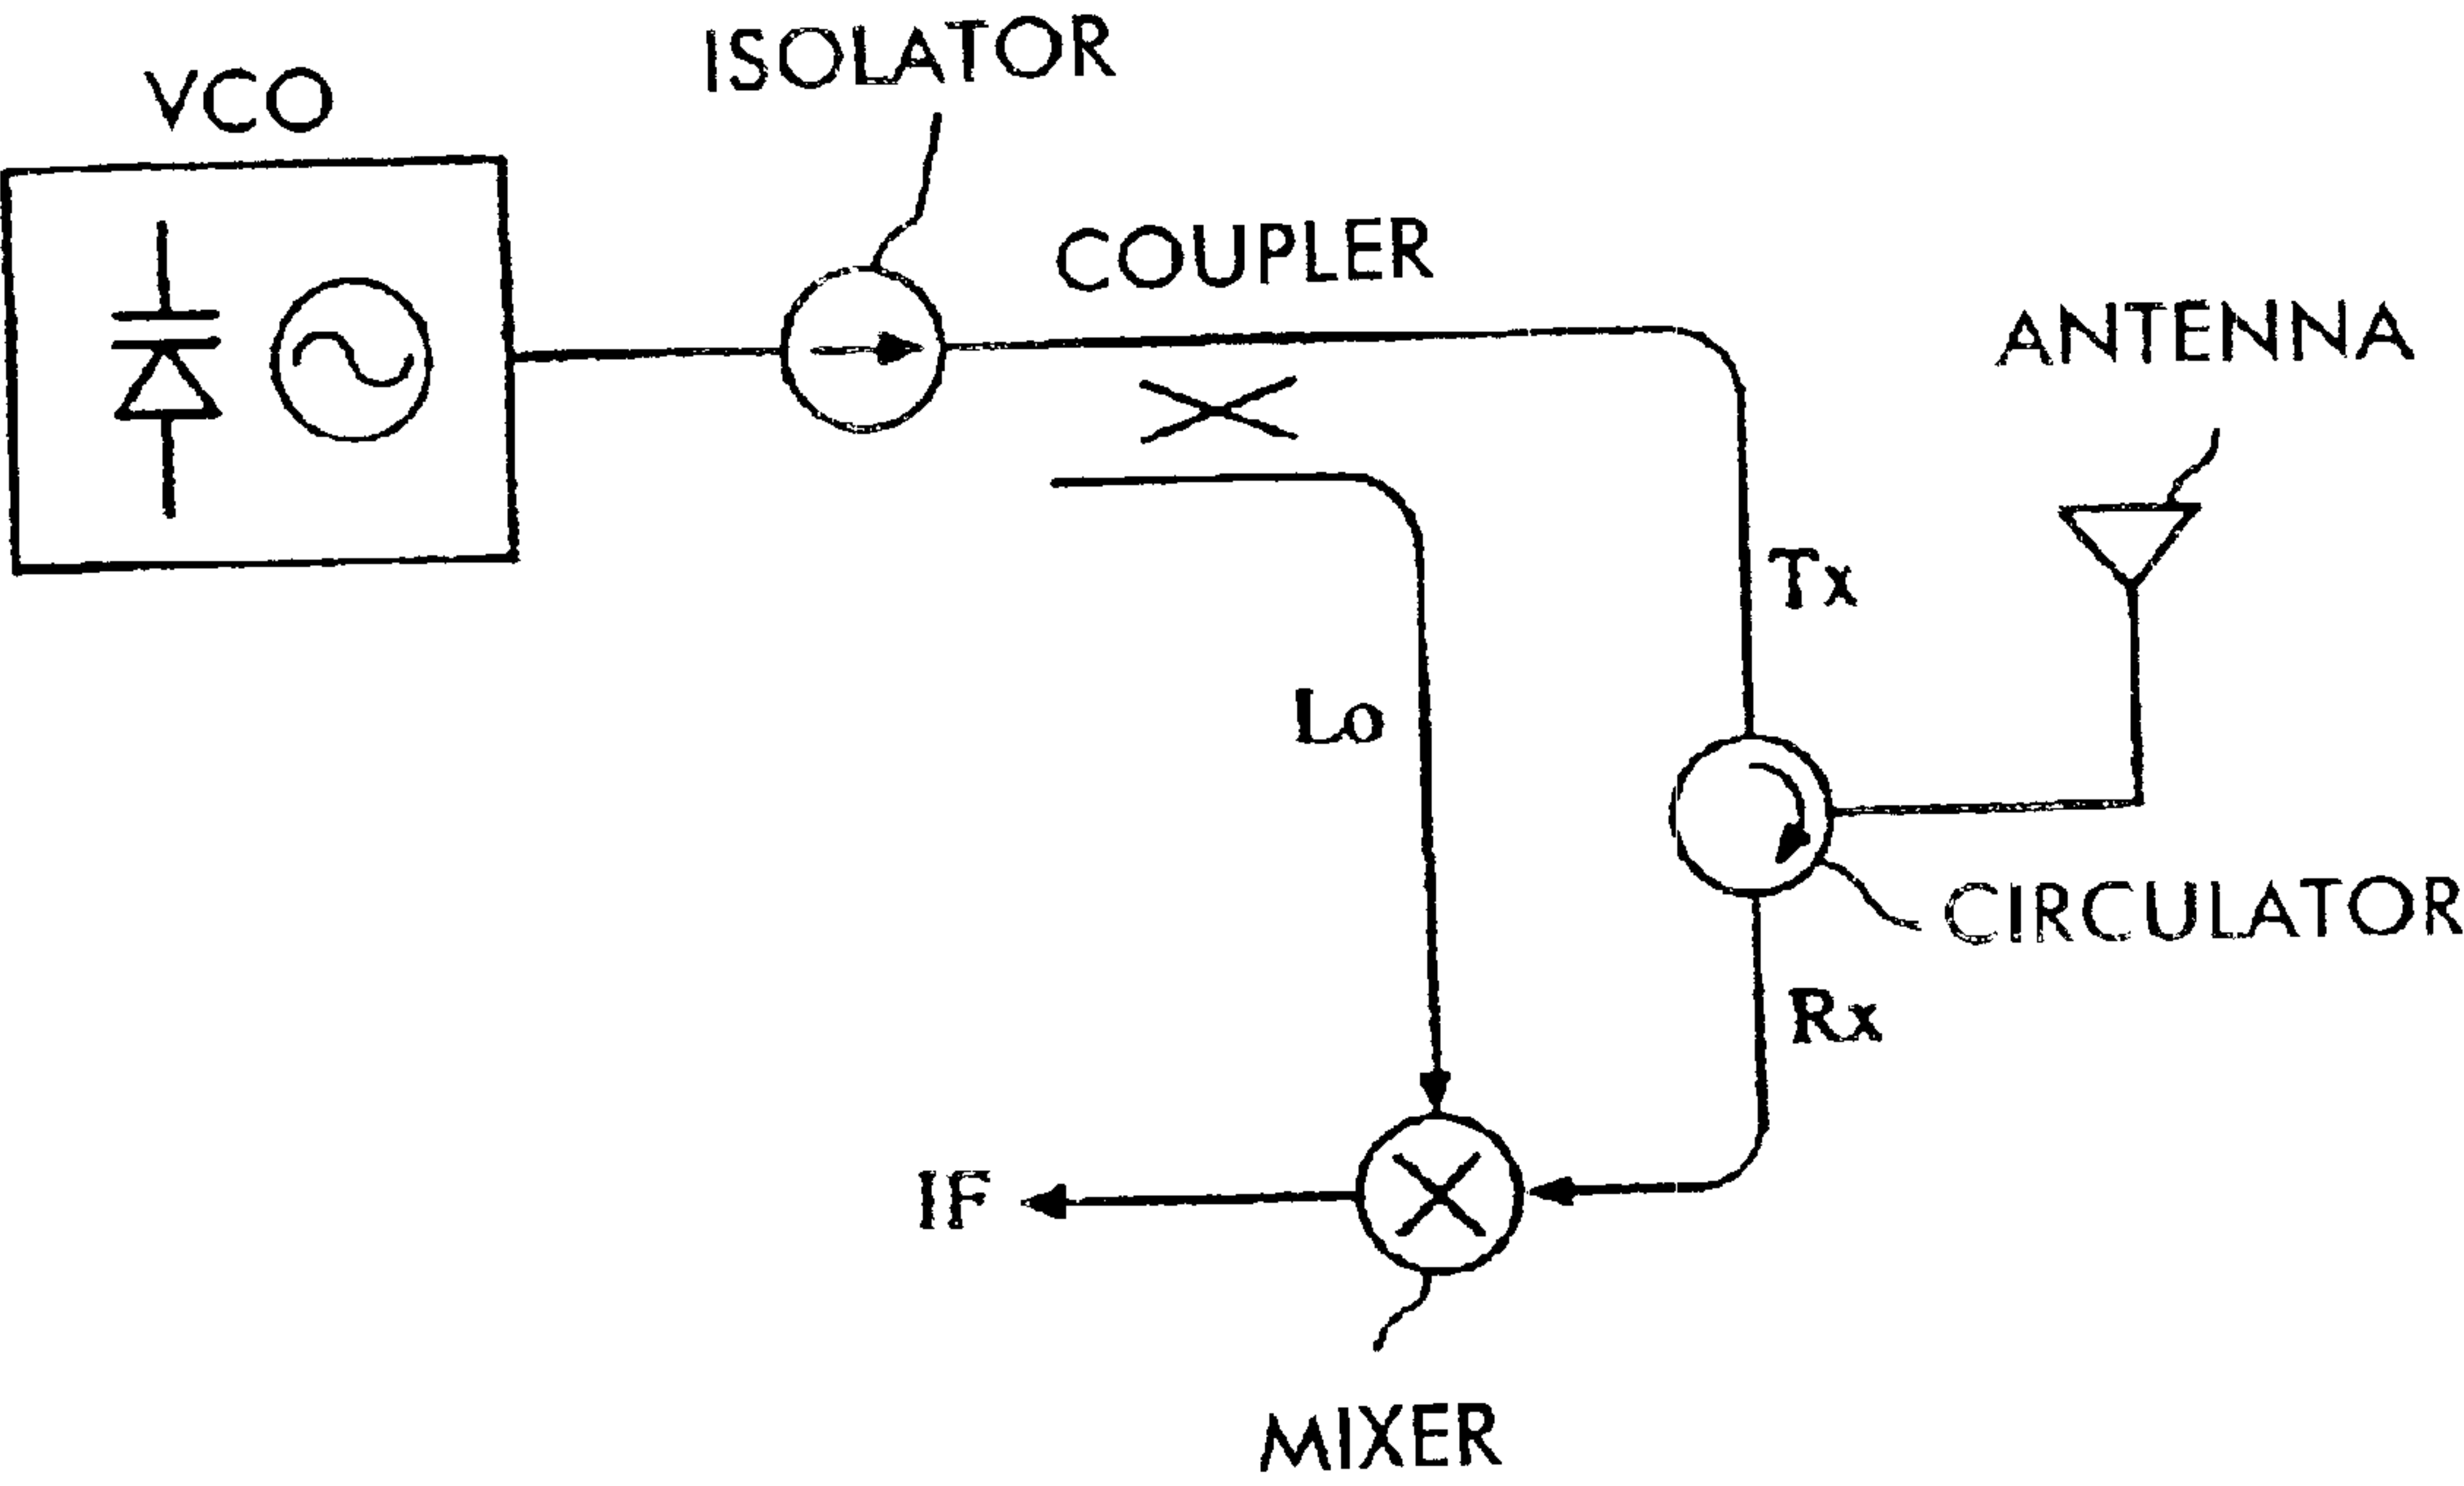 ISOLATOR
VCO
COUPLER
ANTENNA
Tx
Lo
CIRCULATOR
Rx
IF
MIXER